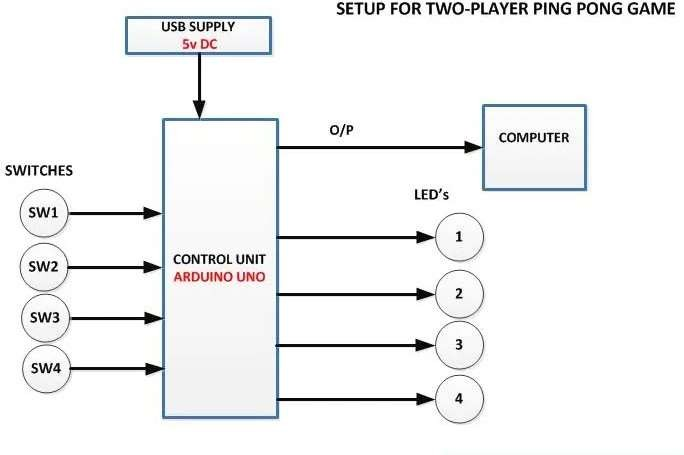 SETUP FOR TWO-PLAYER PING PONG GAME
USB SUPPLY
5v DC
O/P
COMPUTER
SWITCHES
SW1
SW2
SW3
SW4
CONTROL UNIT
ARDUINO UNO
LED's
1
2
3
4